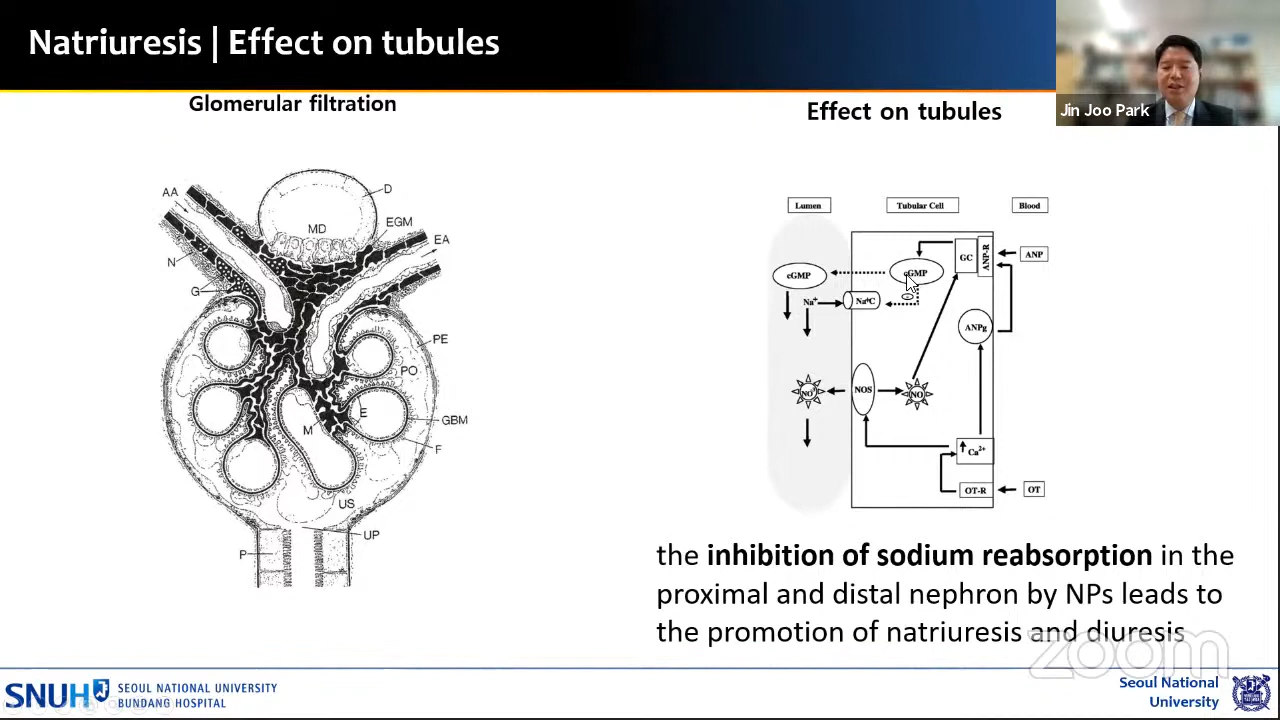 Natriuresis | Effect on tubules
Jin Joo Park
Glomerular filtration
AA
D
MD
EGM
EA
N
G
PE
PO
E
M
GBM
F
US
UP
P
Effect on tubules
Lumen
Tubular Cell
Blood
cGMP
cGMP
GC
ANP-R
ANP
Na⁺
Na⁺C
ANPg
NO
NOS
NO
Ca²⁺
OT-R
OT
the inhibition of sodium reabsorption in the
proximal and distal nephron by NPs leads to
the promotion of natriuresis and diuresis
zoom
SNUH
SEOUL NATIONAL UNIVERSITY
BUNDANG HOSPITAL
Seoul National
University